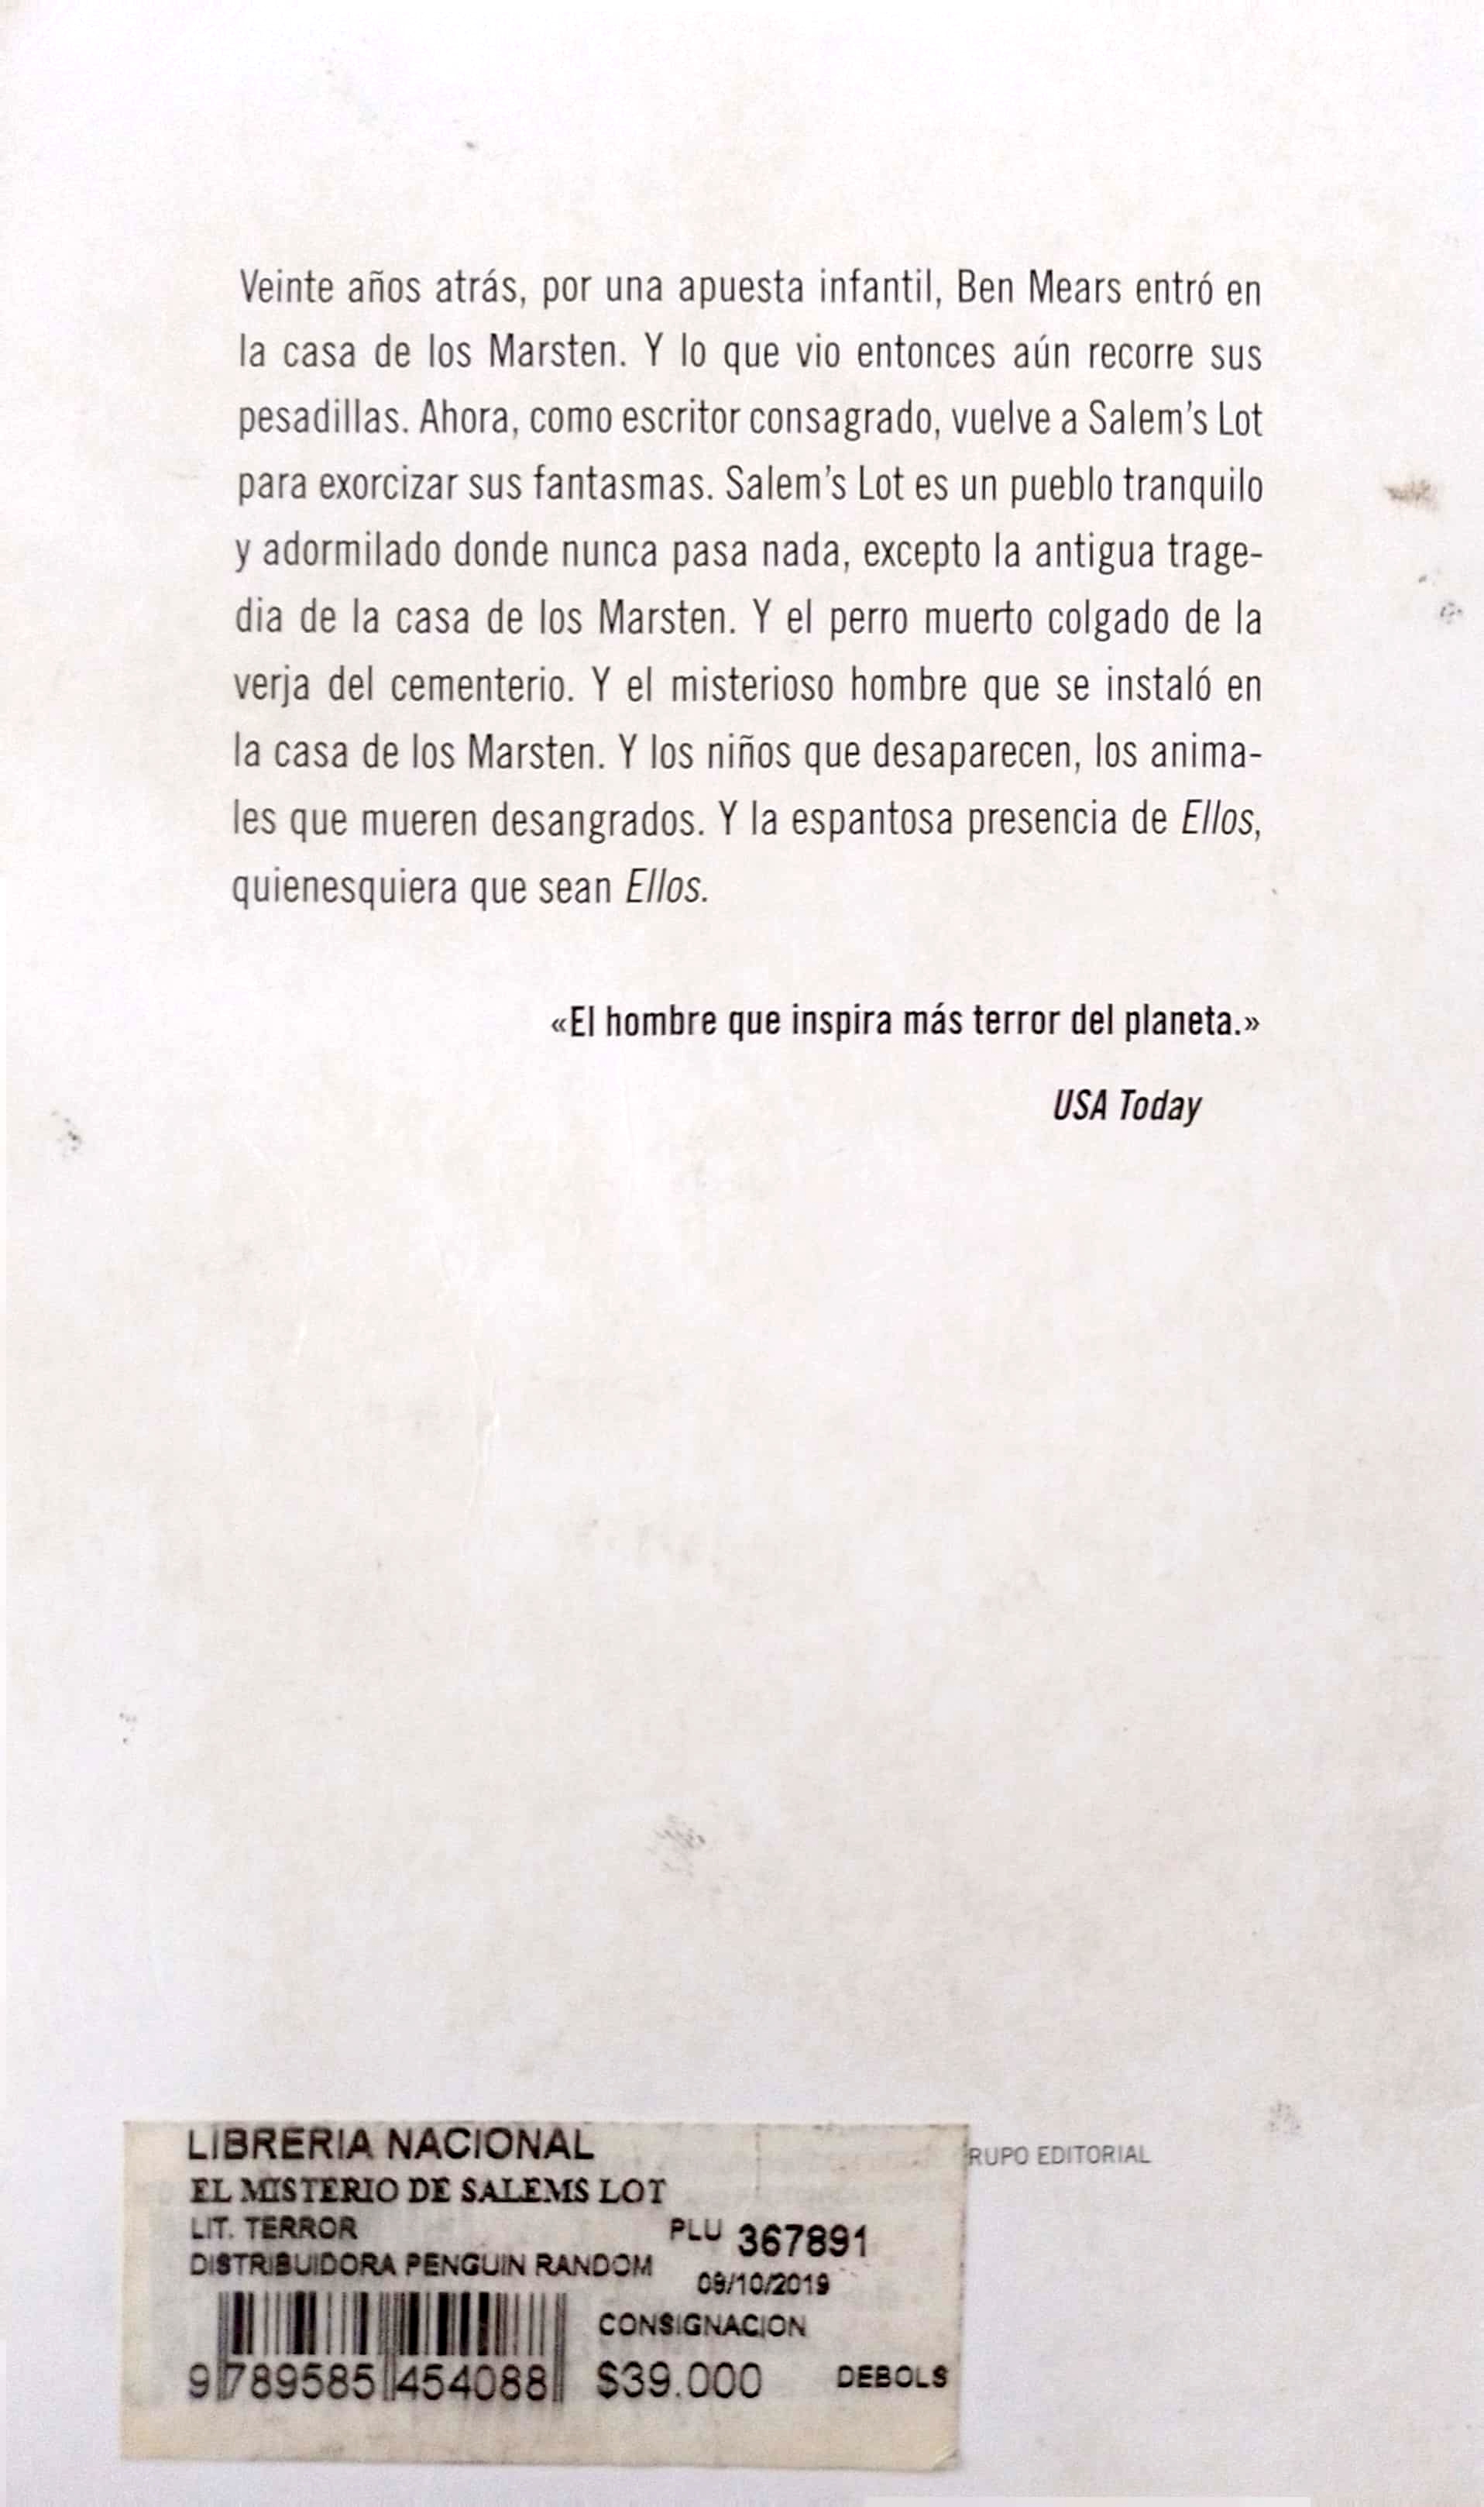 Veinte años atrás, por una apuesta infantil, Ben Mears entró en
la casa de los Marsten. Y lo que vio entonces aún recorre sus
pesadillas. Ahora, como escritor consagrado, vuelve a Salem’s Lot
para exorcizar sus fantasmas. Salem’s Lot es un pueblo tranquilo
y adormilado donde nunca pasa nada, excepto la antigua trage-
dia de la casa de los Marsten. Y el perro muerto colgado de la
verja del cementerio. Y el misterioso hombre que se instaló en
la casa de los Marsten. Y los niños que desaparecen, los anima-
les que mueren desangrados. Y la espantosa presencia de Ellos,
quienesquiera que sean Ellos.
«El hombre que inspira más terror del planeta.»
USA Today
LIBRERIA NACIONAL
EL MISTERIO DE SALEMS LOT
LIT. TERROR PLU 367891
DISTRIBUIDORA PENGUIN RANDOM
09/10/2019
CONSIGNACION
9789585454088 $39.000 DEBOLS
RUPO EDITORIAL